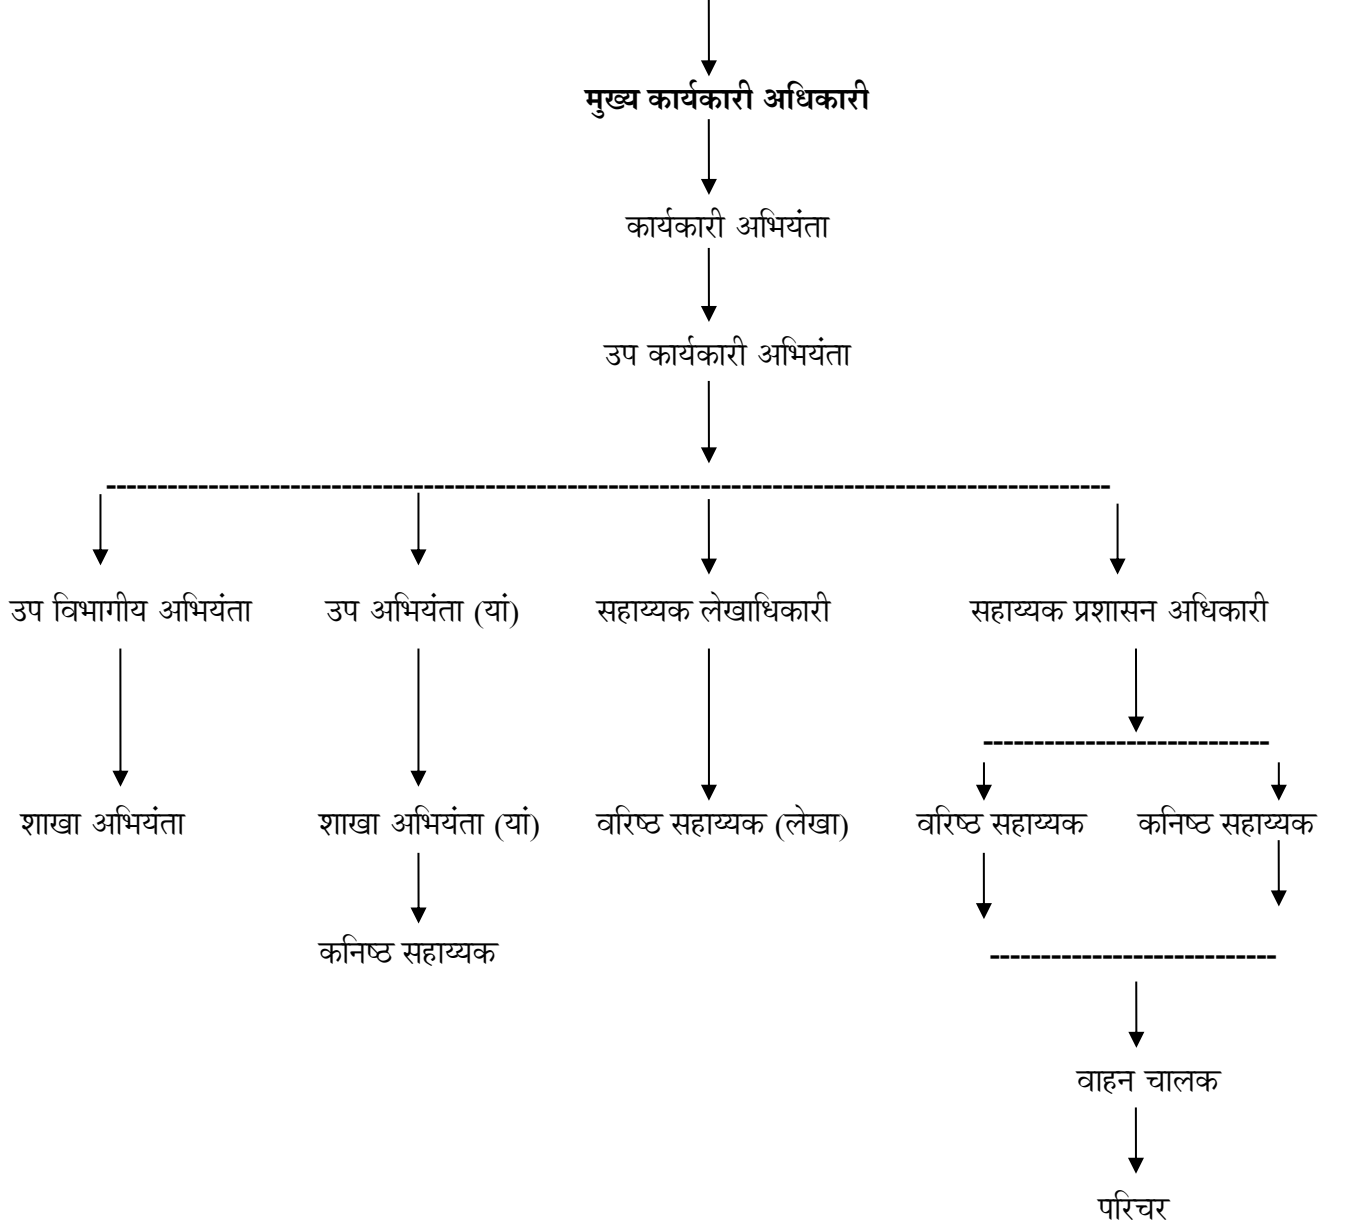 मुख्य कार्यकारी अधिकारी
कार्यकारी अभियंता
उप कार्यकारी अभियंता
उप विभागीय अभियंता उप अभियंता (यां) सहाय्यक लेखाधिकारी सहाय्यक प्रशासन अधिकारी
शाखा अभियंता शाखा अभियंता (यां) वरिष्ठ सहाय्यक (लेखा) वरिष्ठ सहाय्यक कनिष्ठ सहाय्यक
कनिष्ठ सहाय्यक
वाहन चालक
परिचर